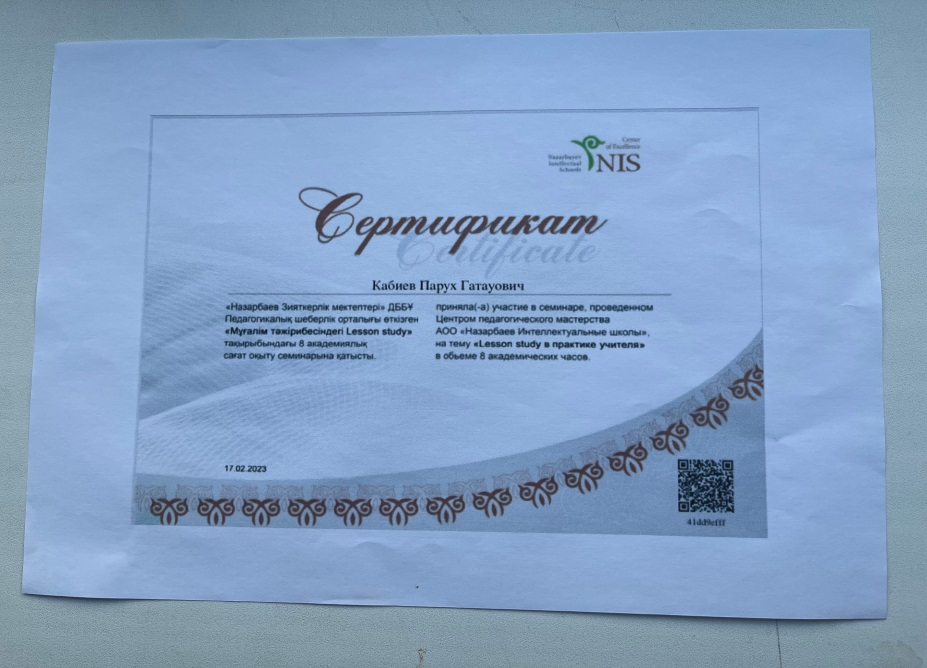 Center
of Excellence
Nazarbayev
Intellectual
Schools
NIS
Сертификат
Certificate
Кабиев Парух Гатауович
«Назарбаев Зияткерлік мектептері» ДББҰ
Педагогикалық шеберлік орталығы өткізген
«Мұғалім тәжірибесіндегі Lesson study»
тақырыбындағы 8 академиялық
сағат оқыту семинарына қатысты.
приняла(-а) участие в семинаре, проведенном
Центром педагогического мастерства
АОО «Назарбаев Интеллектуальные школы»,
на тему «Lesson study в практике учителя»
в обьеме 8 академических часов.
17.02.2023
41dd9efff